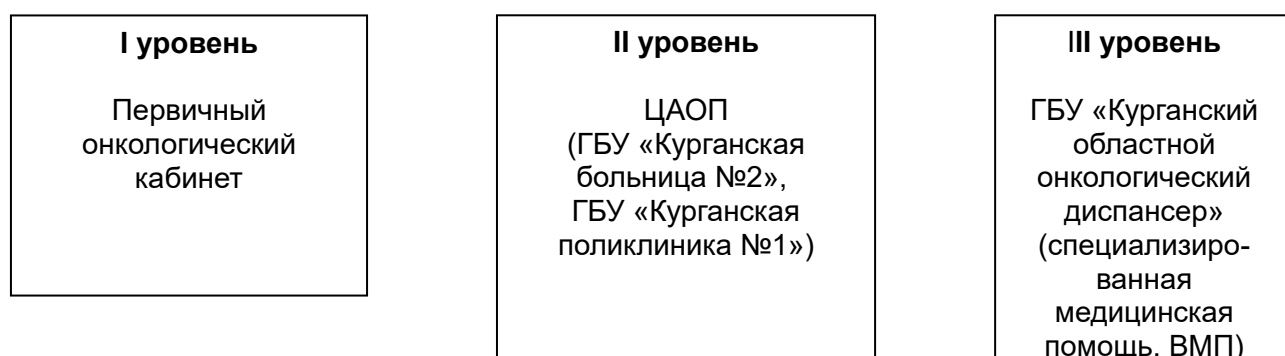 I уровень
Первичный
онкологический
кабинет
II уровень
ЦАОП
(ГБУ «Курганская
больница №2»,
ГБУ «Курганская
поликлиника №1»)
III уровень
ГБУ «Курганский
областной
онкологический
диспансер»
(специализиро-
ванная
медицинская
помощь, ВМП)